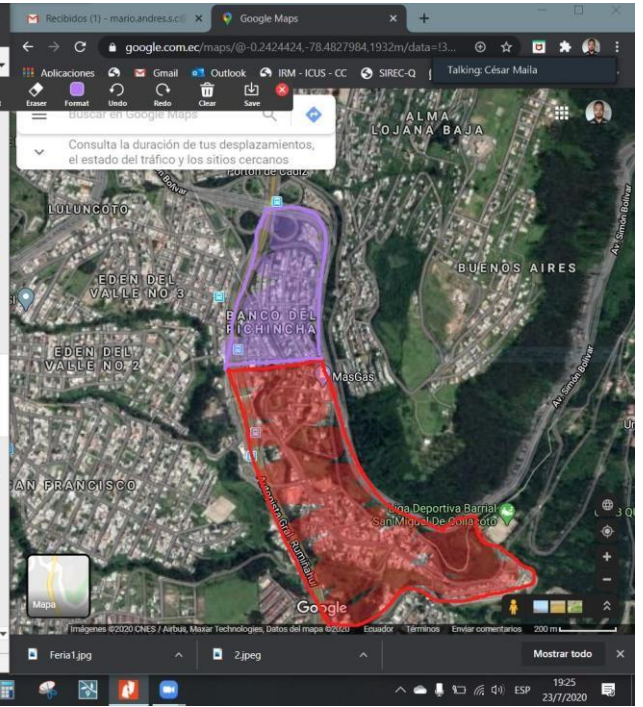 Recibidos (1) - mario.andres.s.c@
Google Maps
google.com.ec/maps/@-0.2424424,-78.4827984,1932m/data=!3...
Aplicaciones
Gmail
Outlook
IRM - ICUS - CC
SIREC-Q
Talking: César Maila
Eraser
Format
Undo
Redo
Clear
Save
Buscar en Google Maps
Consulta la duración de tus desplazamientos,
el estado del tráfico y los sitios cercanos
ALMA
LOJANA BAJA
Portón de Cádiz
Bolívar
LULUNCOTO
Av. Simón Bolívar
EDEN DEL
VALLE NO 3
BUENOS AIRES
BANCO DEL
PICHINCHA
EDEN DEL
VALLE NO 2
MasGas
Av. Simón Bolívar
SAN FRANCISCO
Autopista Gral. Rumiñahui
Liga Deportiva Barrial
San Miguel De Collacoto
Mapa
Google
Imágenes ©2020 CNES / Airbus, Maxar Technologies, Datos del mapa ©2020
Ecuador
Términos
Enviar comentarios
200 m
Feria1.jpg
2.jpeg
Mostrar todo
ESP
19:25
23/7/2020